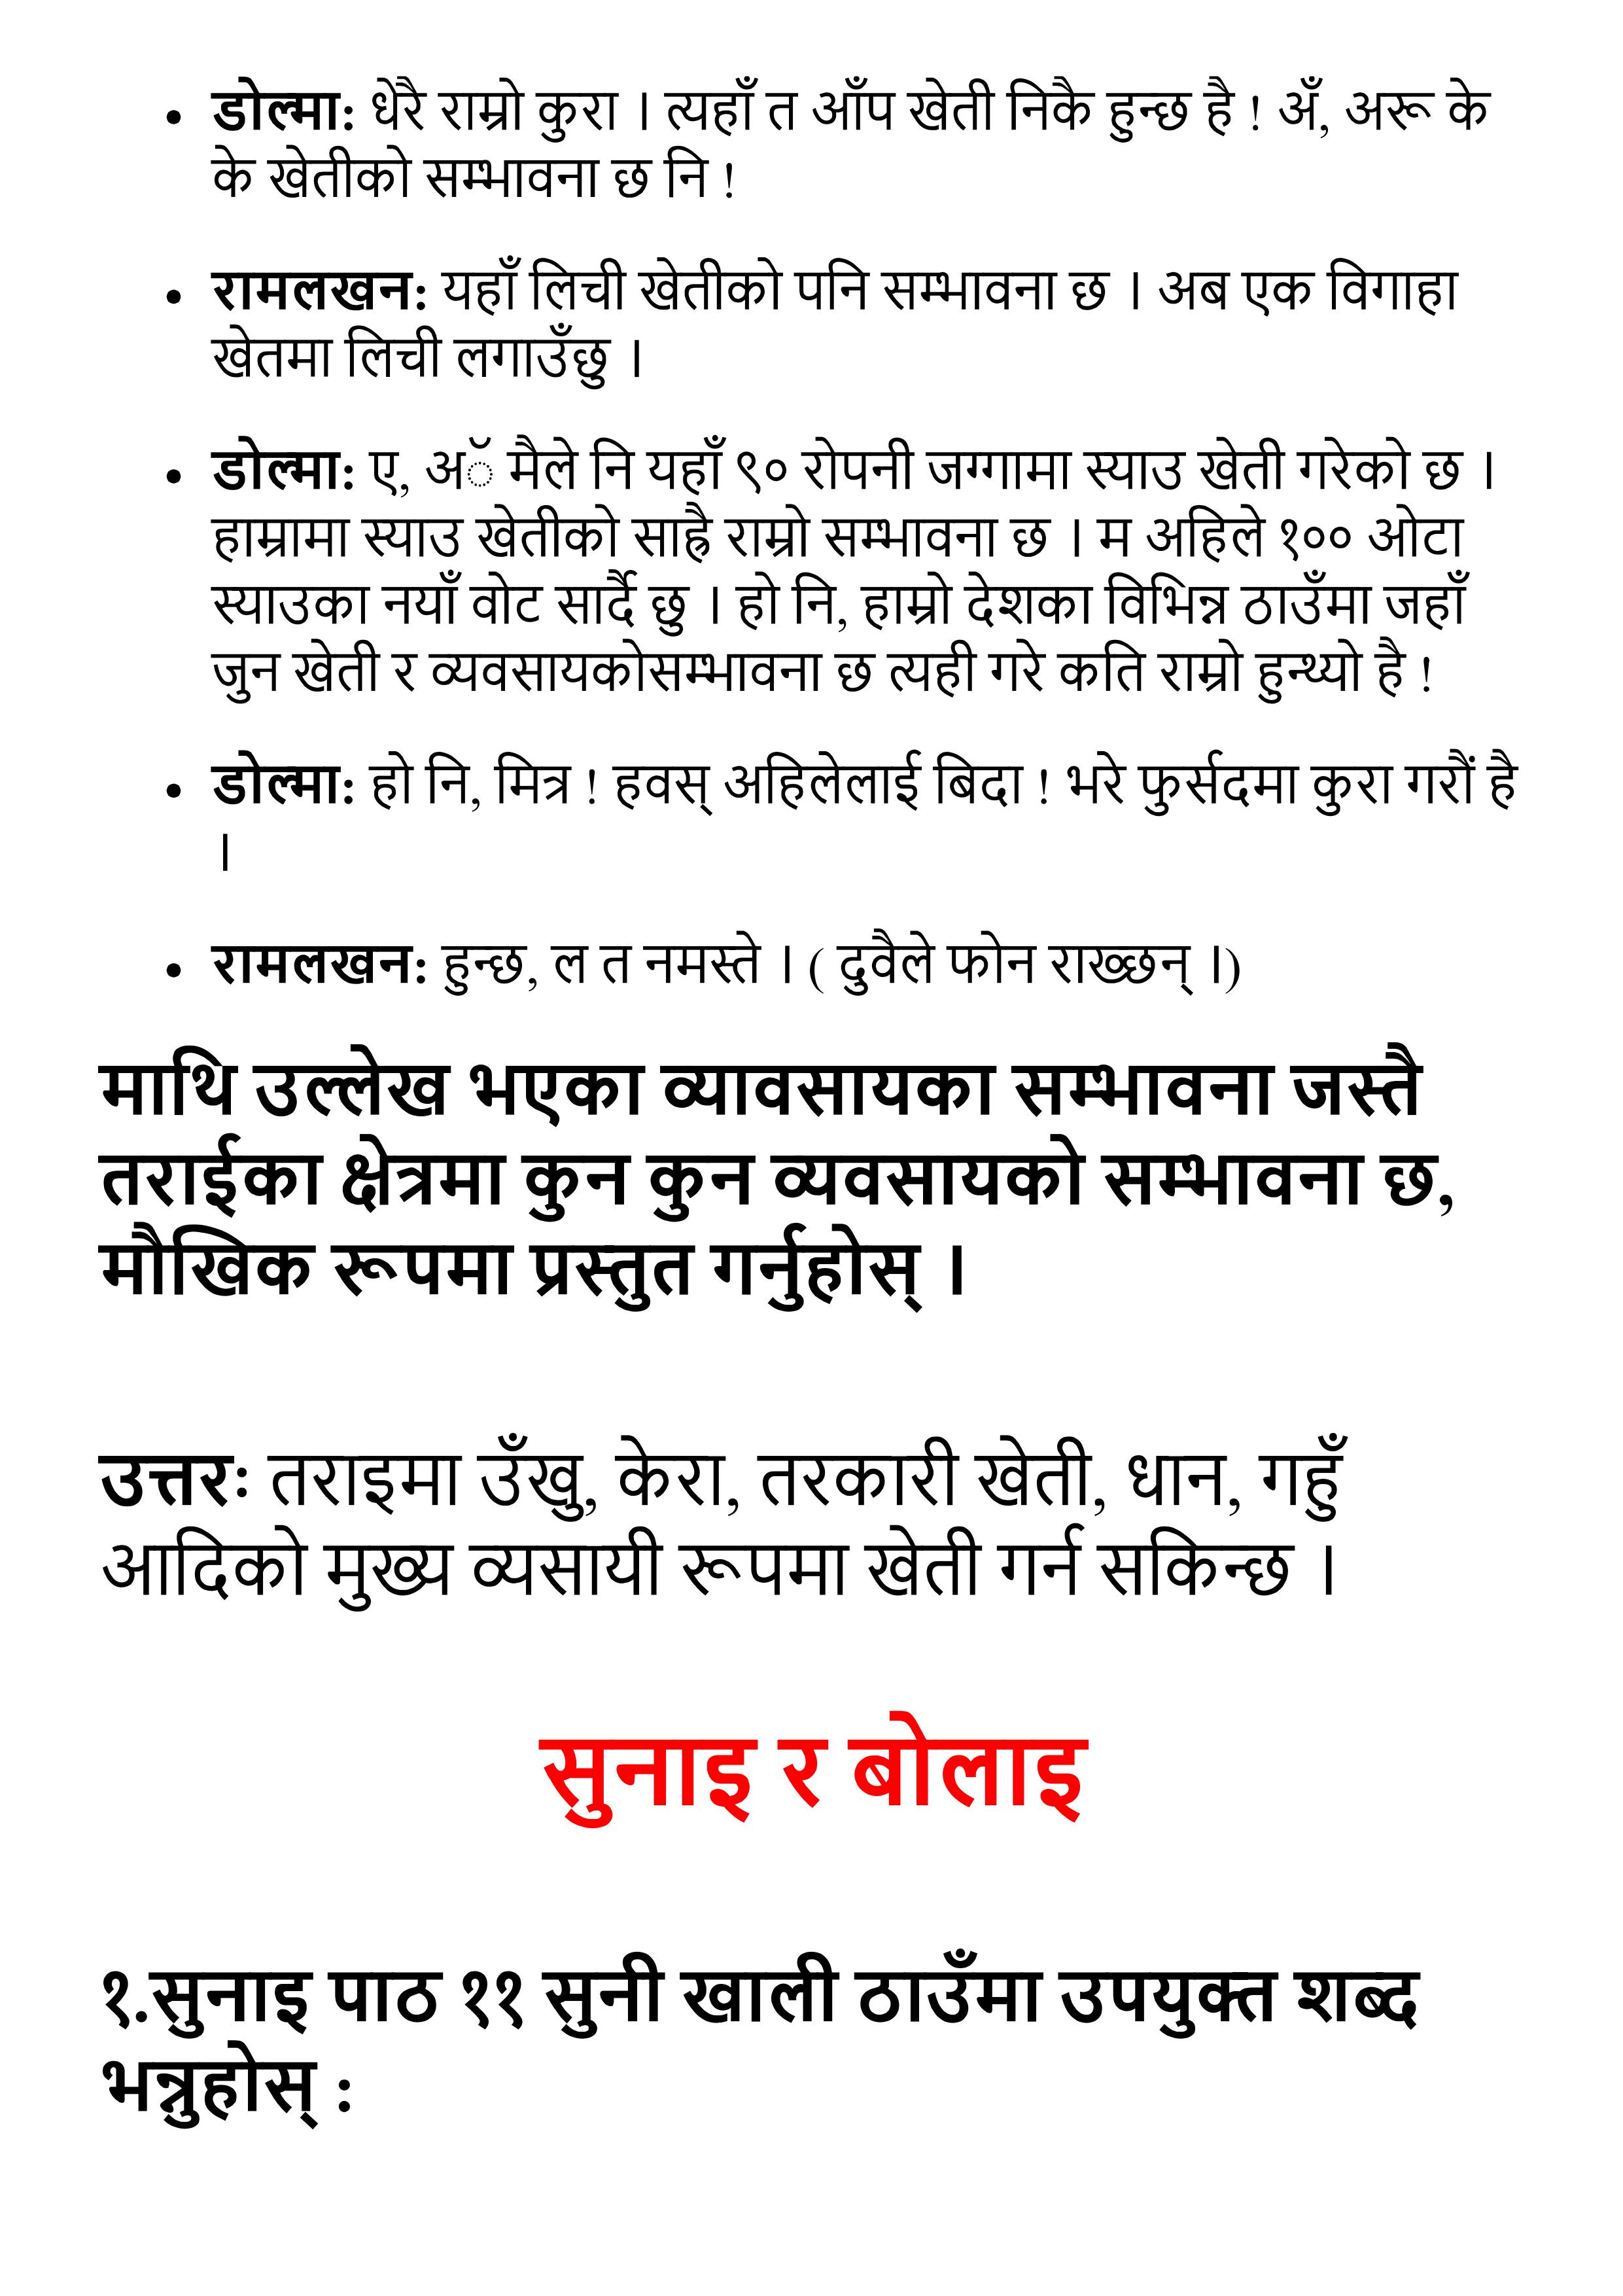 • डोल्माः धेरै राम्रो कुरा । त्यहाँ त आँप खेती निकै हुन्छ है ! अँ, अरू के
के खेतीको सम्भावना छ नि !
• रामलखनः यहाँ लिची खेतीको पनि सम्भावना छ । अब एक विगाहा
खेतमा लिची लगाउँछु ।
• डोल्माः ए, अॅ मैले नि यहाँ ९० रोपनी जग्गामा स्याउ खेती गरेको छ ।
हाम्रामा स्याउ खेतीको साह्रै राम्रो सम्भावना छ । म अहिले १०० ओटा
स्याउका नयाँ वोट सार्दै छु । हो नि, हाम्रो देशका विभिन्न ठाउँमा जहाँ
जुन खेती र व्यवसायकोसम्भावना छ त्यही गरे कति राम्रो हुन्थ्यो है !
• डोल्माः हो नि, मित्र ! हवस् अहिलेलाई बिदा ! भरे फुर्सदमा कुरा गरौं है
।
• रामलखनः हुन्छ, ल त नमस्ते । ( दुवैले फोन राख्छन् ।)
माथि उल्लेख भएका व्यावसायका सम्भावना जस्तै
तराईका क्षेत्रमा कुन कुन व्यवसायको सम्भावना छ,
मौखिक रूपमा प्रस्तुत गर्नुहोस् ।
उत्तरः तराइमा उँखु, केरा, तरकारी खेती, धान, गहुँ
आदिको मुख्य व्यसायी रूपमा खेती गर्न सकिन्छ ।
सुनाइ र बोलाइ
१.सुनाइ पाठ ११ सुनी खाली ठाउँमा उपयुक्त शब्द
भन्नुहोस् :